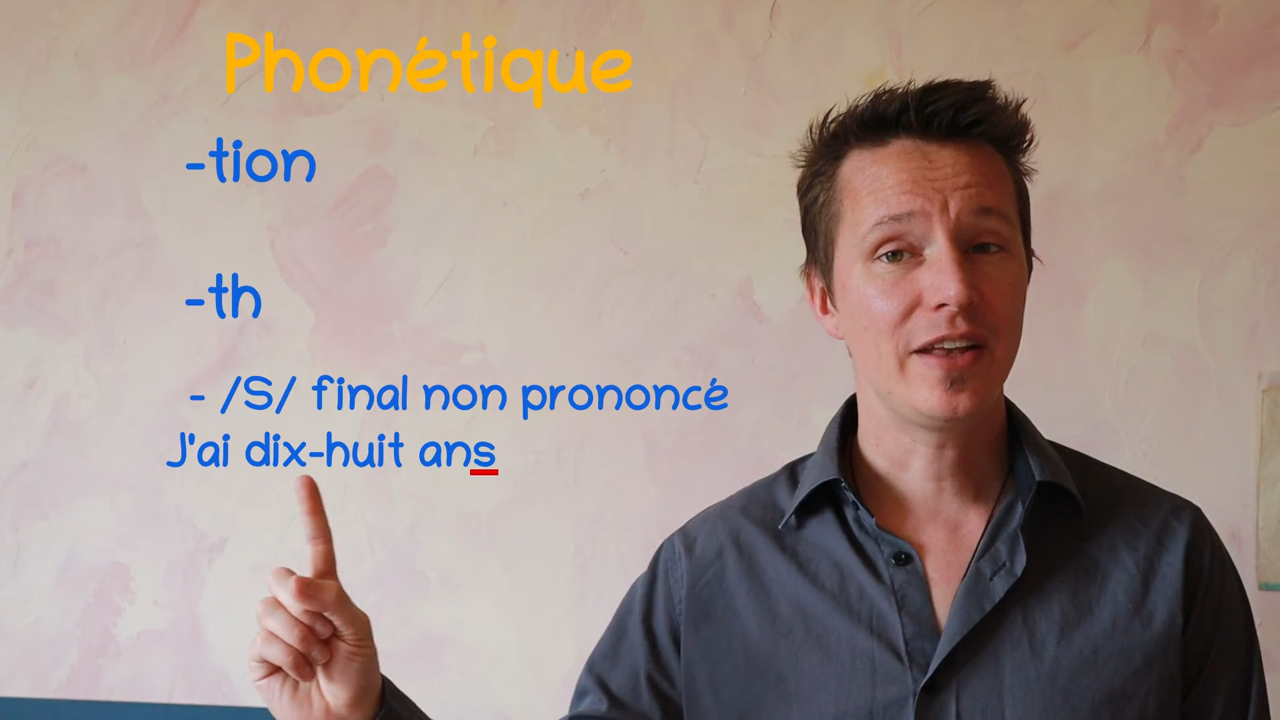 Phonétique
-tion
-th
- /S/ final non prononcé
J'ai dix-huit ans